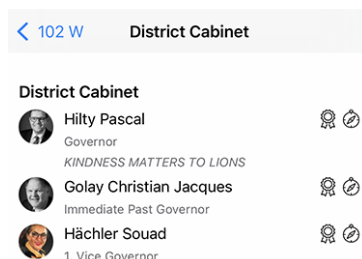 102 W
District Cabinet
District Cabinet
Hilty Pascal
Governor
KINDNESS MATTERS TO LIONS
Golay Christian Jacques
Immediate Past Governor
Hächler Souad
1. Vice Governor